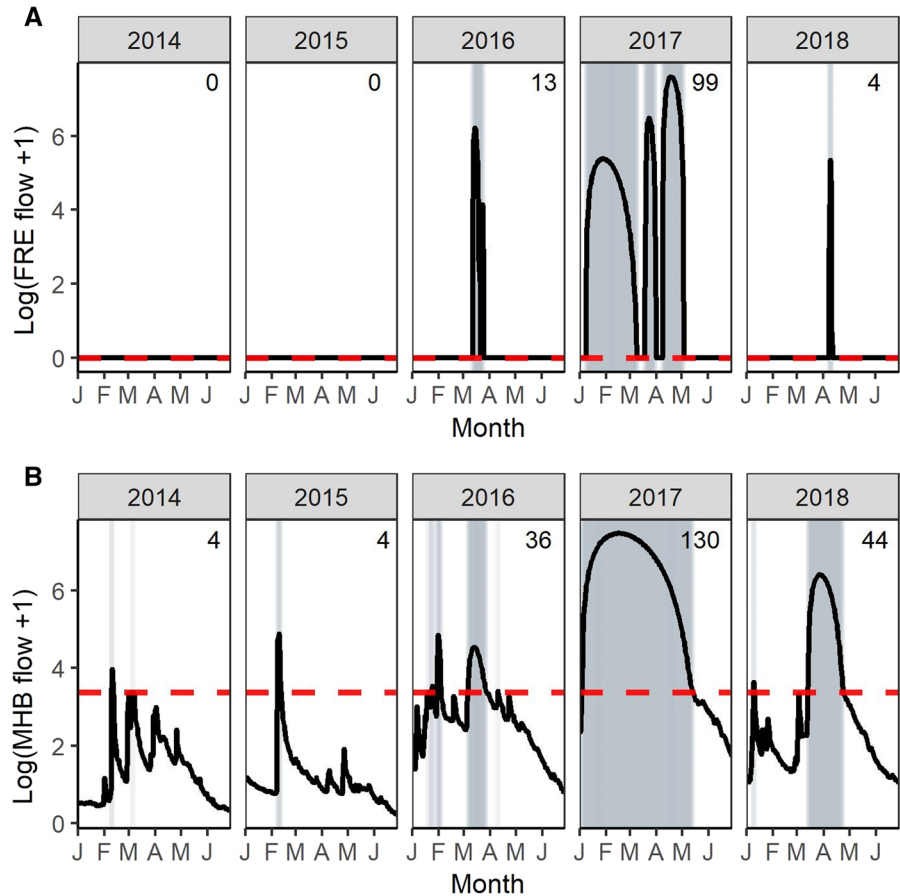 A
2014 2015 2016 2017 2018
0 0 13 99 4
Log(FRE flow +1)
6
4
2
0
J F M A M J J F M A M J J F M A M J J F M A M J J F M A M J
Month
B
2014 2015 2016 2017 2018
4 4 36 130 44
Log(MHB flow +1)
6
4
2
0
J F M A M J J F M A M J J F M A M J J F M A M J J F M A M J
Month